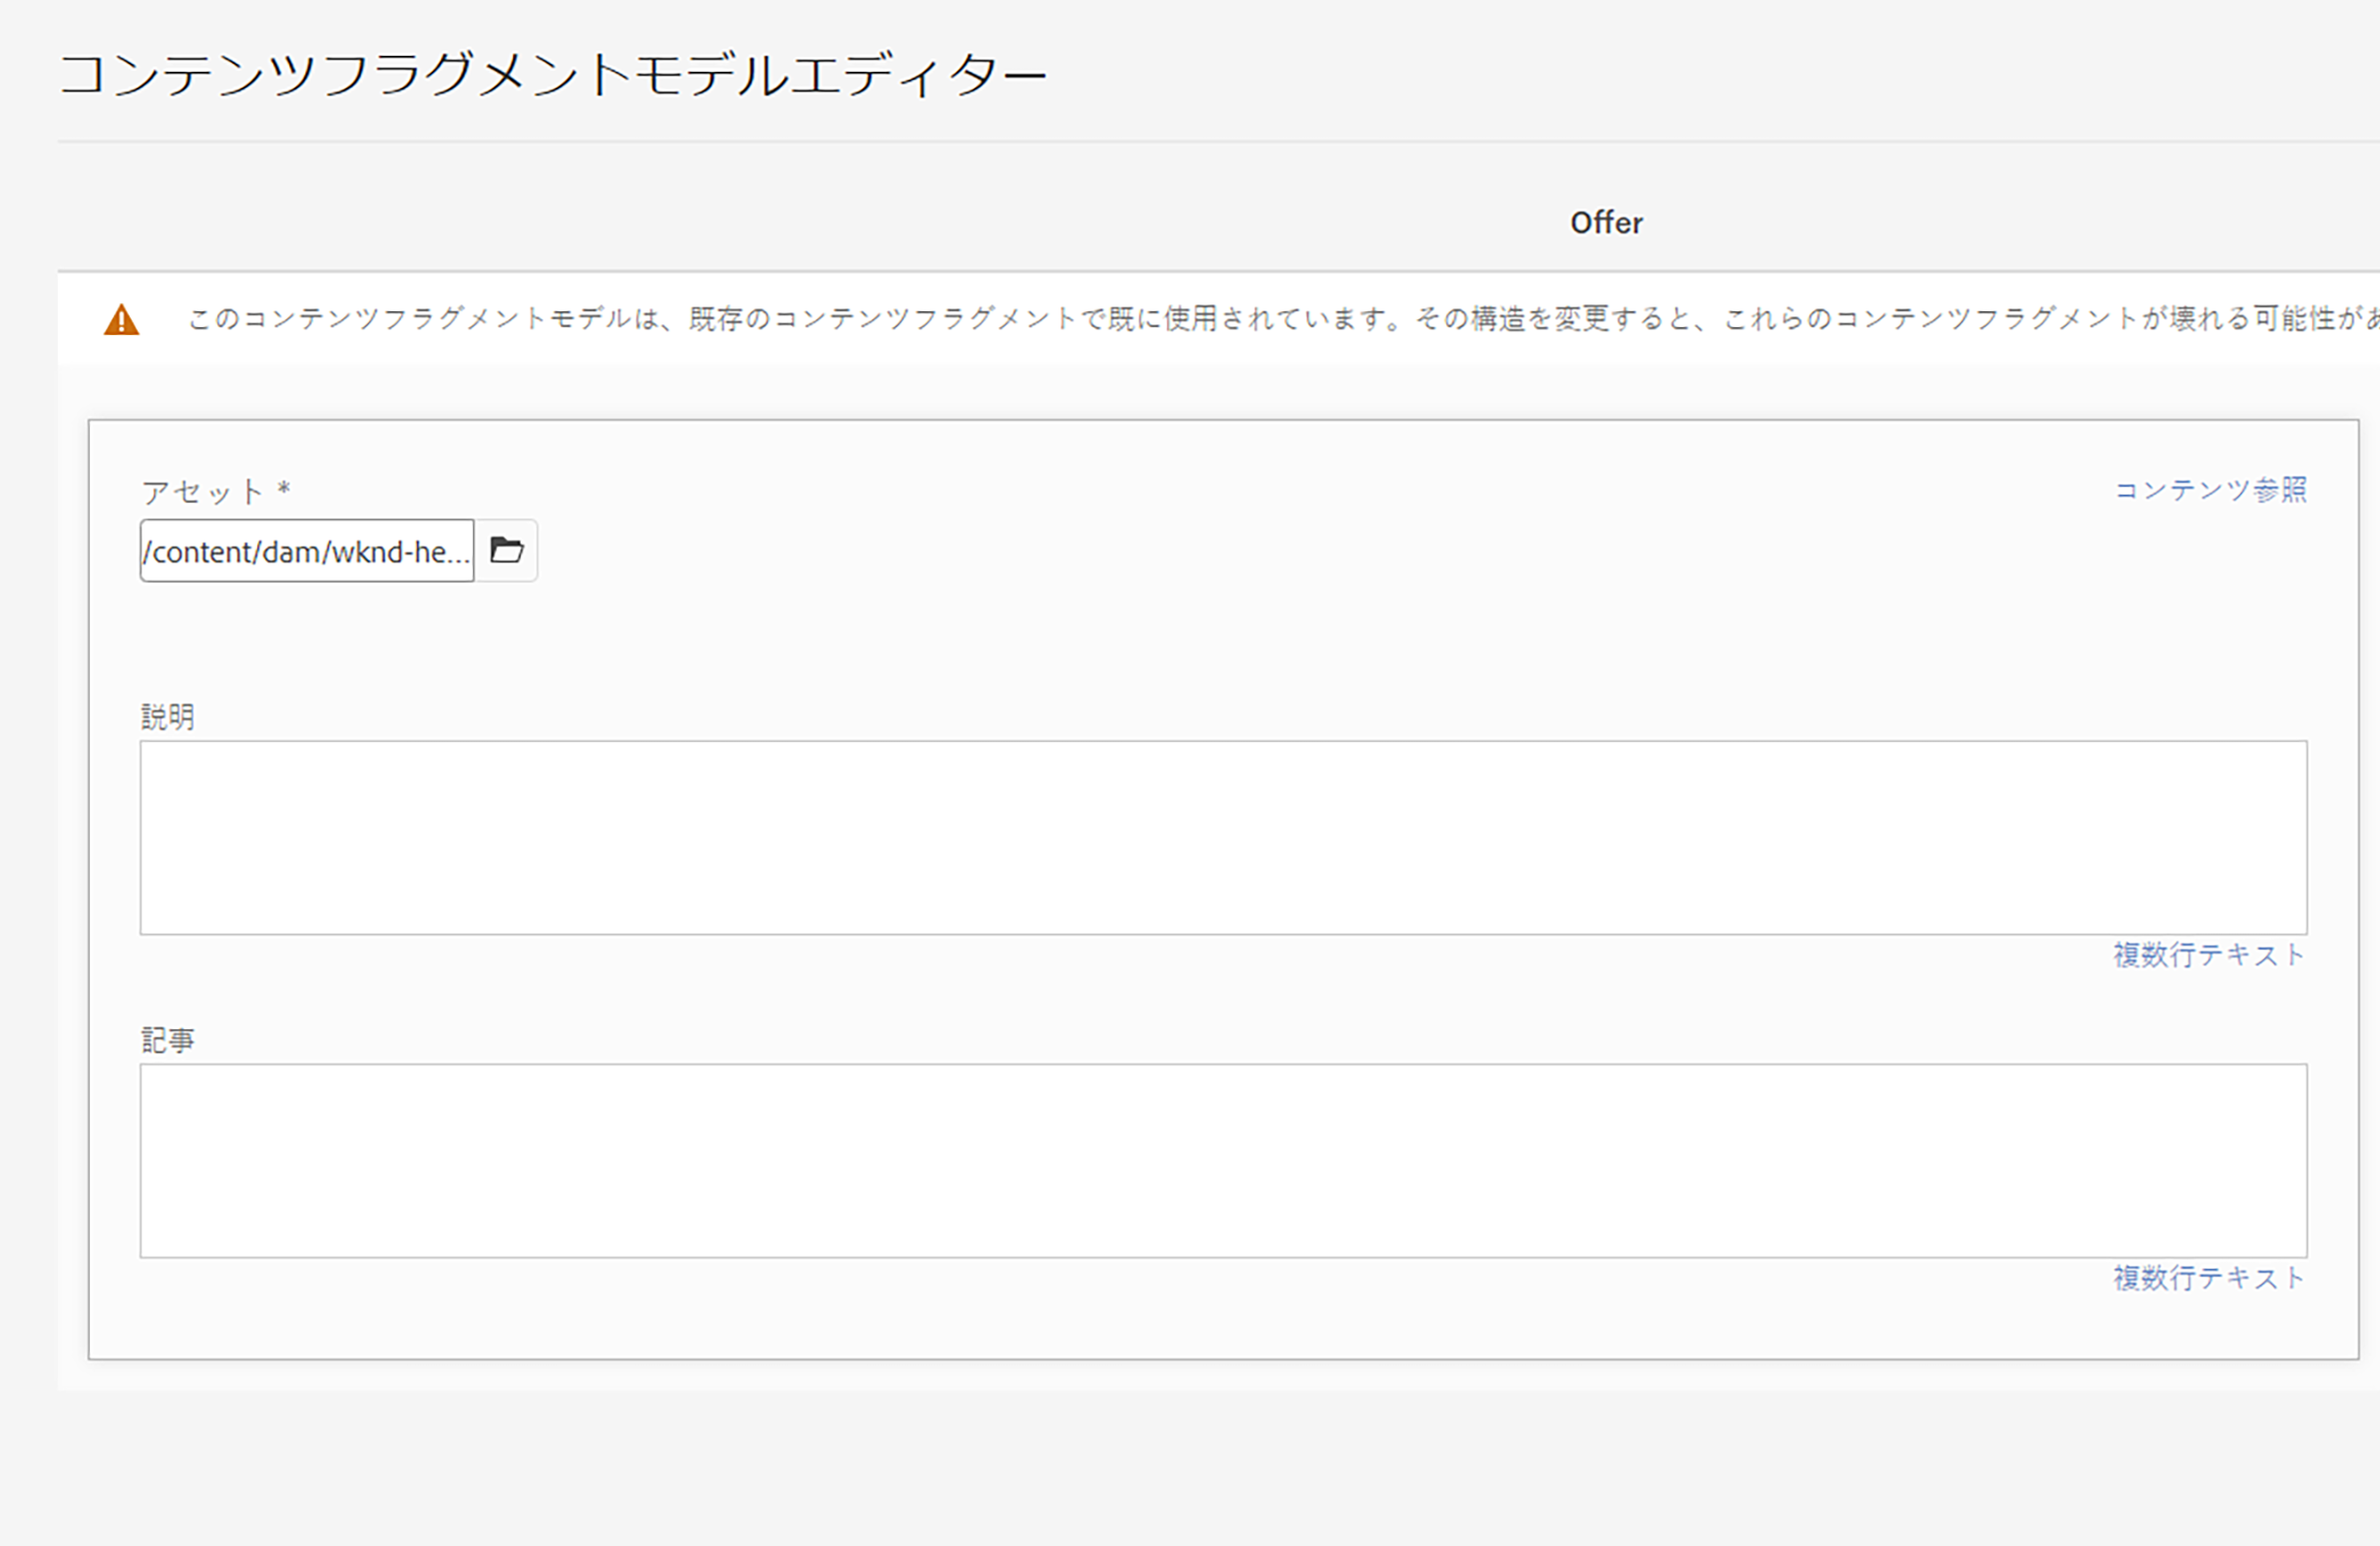 コンテンツフラグメントモデルエディター
Offer
このコンテンツフラグメントモデルは、既存のコンテンツフラグメントで既に使用されています。その構造を変更すると、これらのコンテンツフラグメントが壊れる可能性があ
アセット *
コンテンツ参照
/content/dam/wknd-he...
説明
複数行テキスト
記事
複数行テキスト